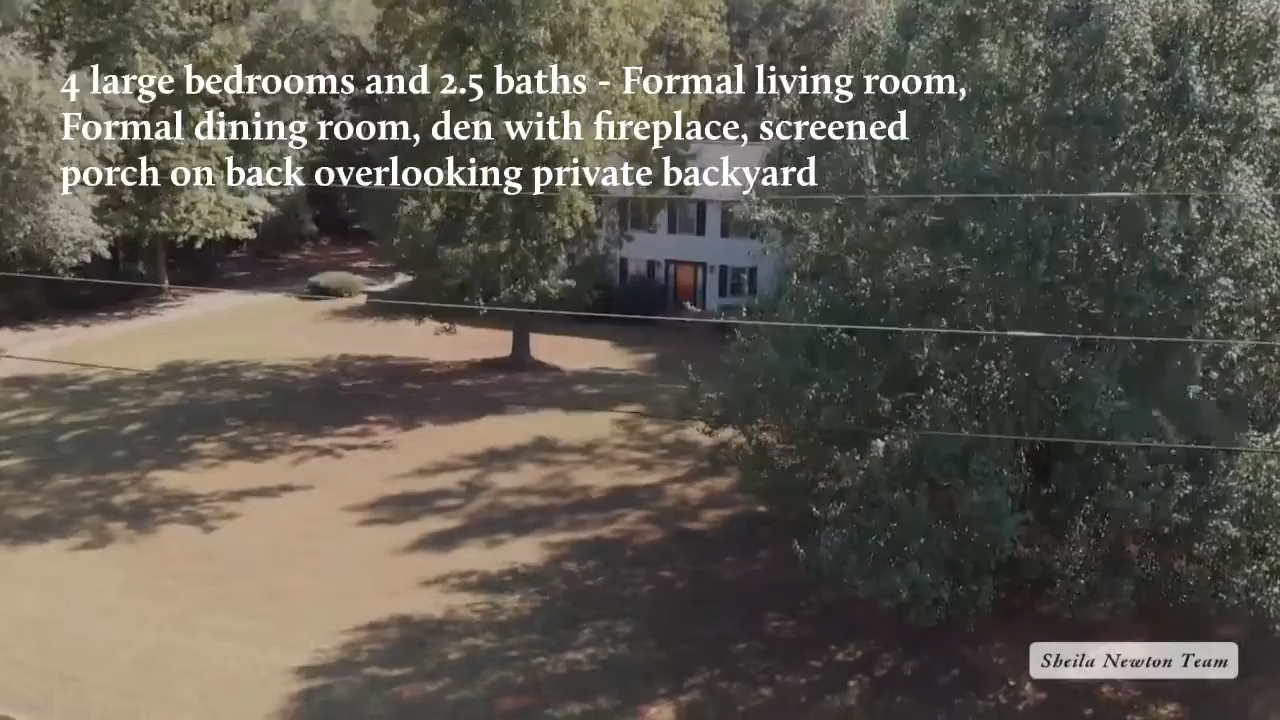 4 large bedrooms and 2.5 baths - Formal living room,
Formal dining room, den with fireplace, screened
porch on back overlooking private backyard
Sheila Newton Team